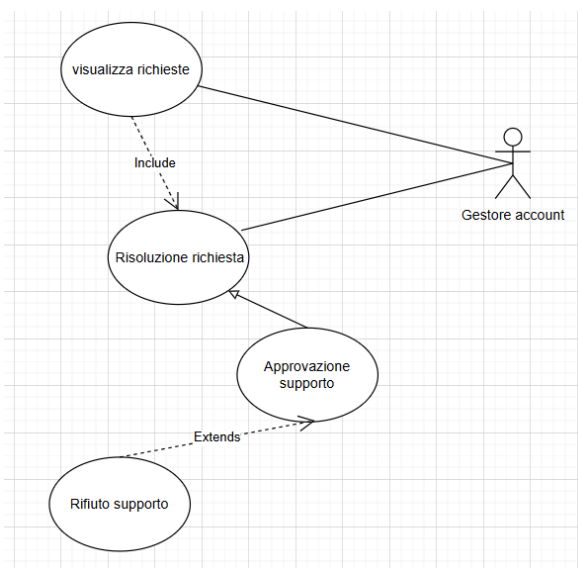 visualizza richieste
Include
Gestore account
Risoluzione richiesta
Approvazione
supporto
Extends
Rifiuto supporto